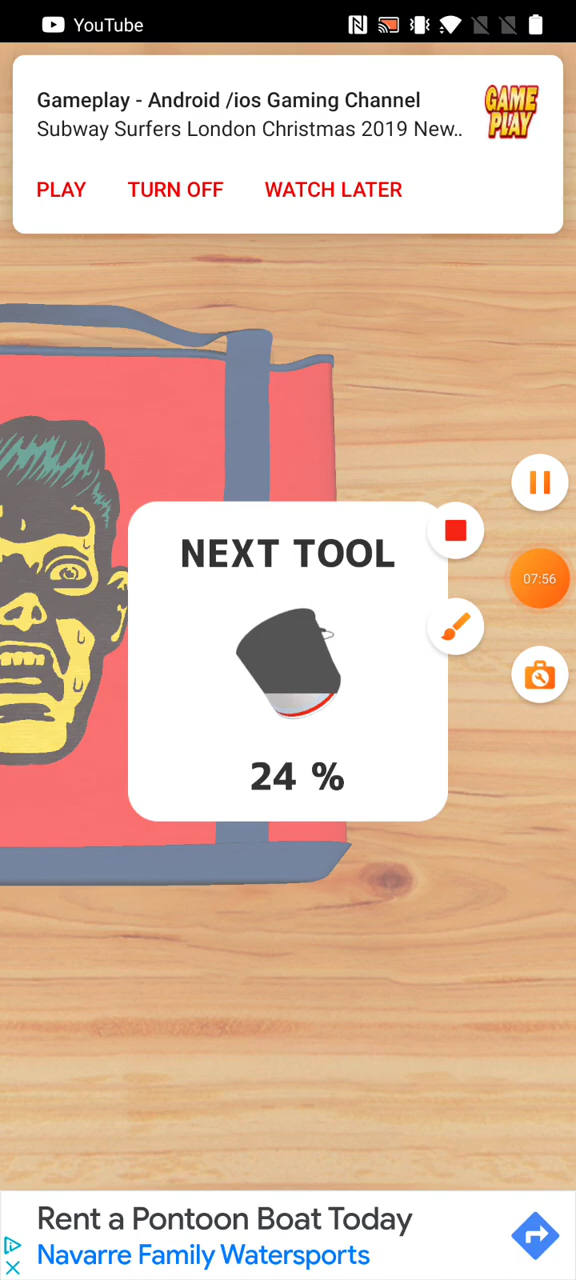 YouTube
Gameplay - Android /ios Gaming Channel
Subway Surfers London Christmas 2019 New..
GAME
PLAY
PLAY TURN OFF WATCH LATER
NEXT TOOL
07:56
24 %
Rent a Pontoon Boat Today
Navarre Family Watersports